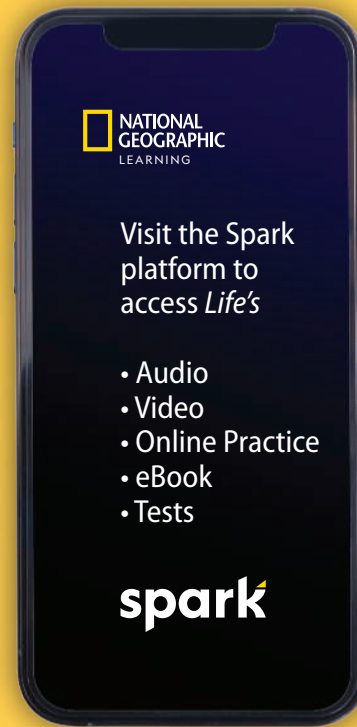 NATIONAL
GEOGRAPHIC
LEARNING
Visit the Spark
platform to
access Life's
• Audio
• Video
• Online Practice
• eBook
• Tests
spark